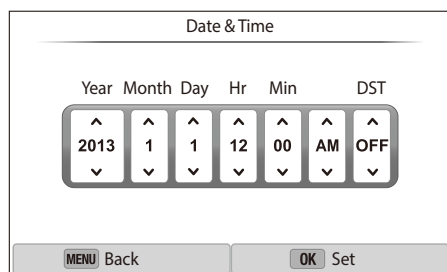 Date & Time
Year Month Day Hr Min DST
2013 1 1 12 00 AM OFF
MENU Back OK Set